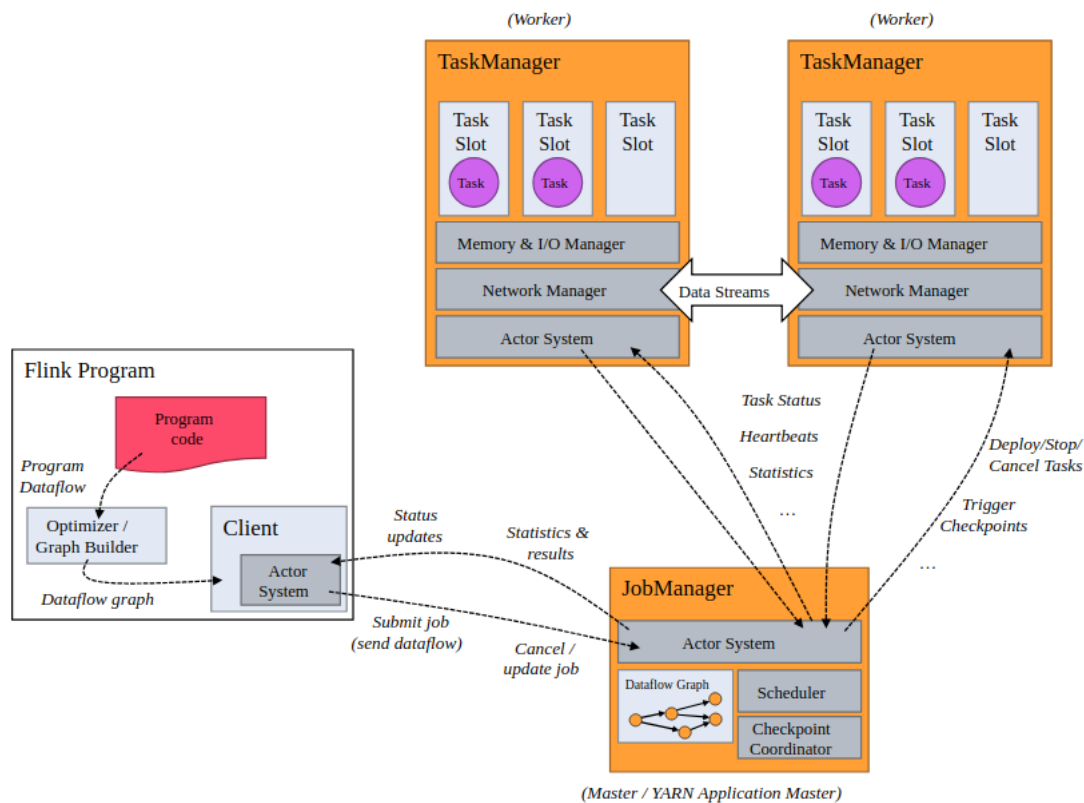 (Worker)
(Worker)
TaskManager
TaskManager
Task
Slot
Task
Task
Slot
Task
Task
Slot
Task
Slot
Task
Task
Slot
Task
Task
Slot
Memory & I/O Manager
Memory & I/O Manager
Network Manager
Data Streams
Network Manager
Actor System
Actor System
Flink Program
Program
code
Program
Dataflow
Optimizer /
Graph Builder
Dataflow graph
Client
Actor
System
Status
updates
Statistics &
results
Submit job
(send dataflow)
Cancel /
update job
Task Status
Heartbeats
Statistics
...
Deploy/Stop/
Cancel Tasks
Trigger
Checkpoints
...
JobManager
Actor System
Dataflow Graph
Scheduler
Checkpoint
Coordinator
(Master / YARN Application Master)